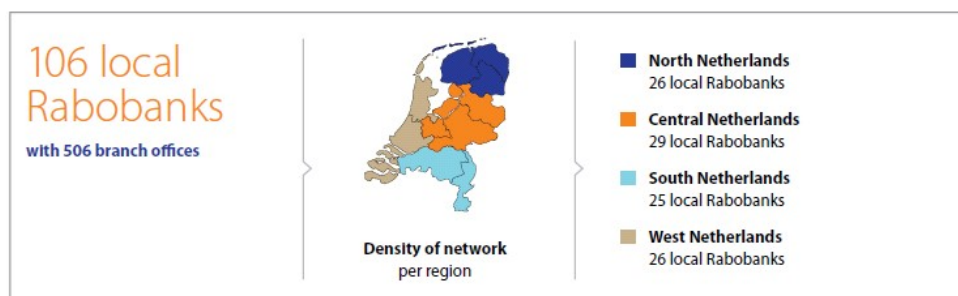 106 local
Rabobanks
with 506 branch offices
Density of network
per region
North Netherlands
26 local Rabobanks
Central Netherlands
29 local Rabobanks
South Netherlands
25 local Rabobanks
West Netherlands
26 local Rabobanks